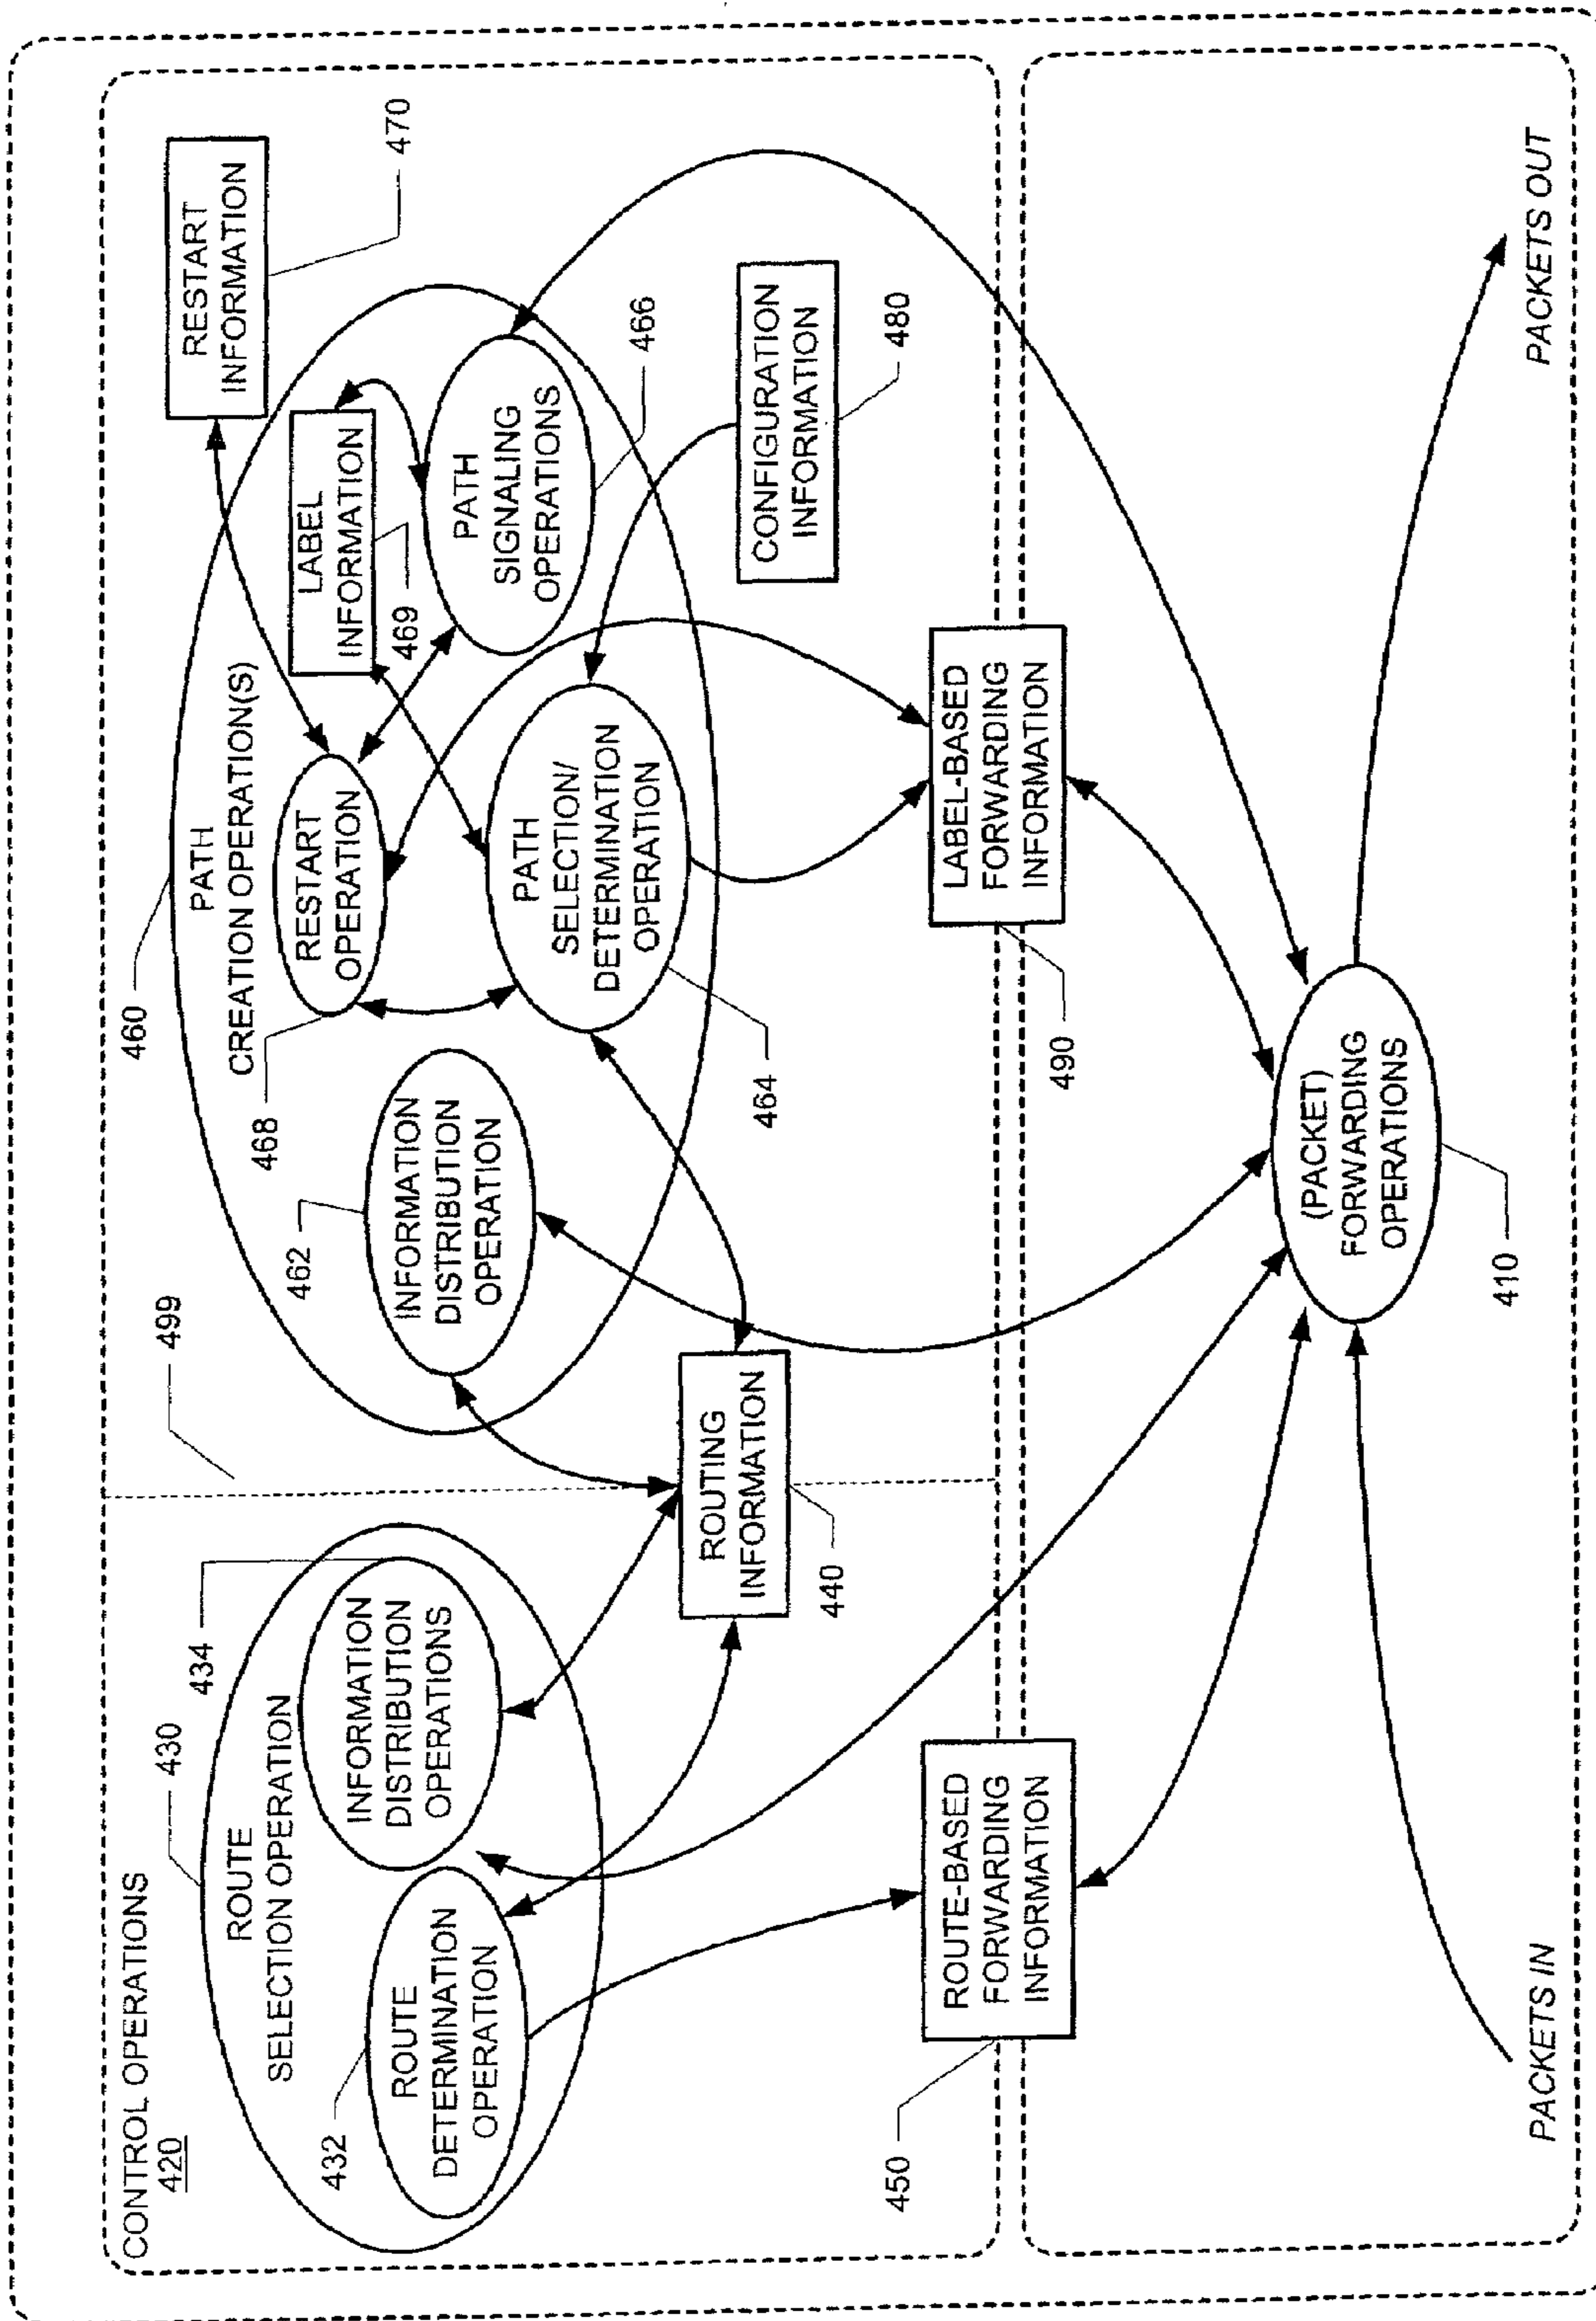 CONTROL OPERATIONS
420
430
ROUTE
SELECTION OPERATION
432
ROUTE
DETERMINATION
OPERATION
434
INFORMATION
DISTRIBUTION
OPERATIONS
499
460
PATH
CREATION OPERATION(S)
462
INFORMATION
DISTRIBUTION
OPERATION
468
RESTART
OPERATION
464
PATH
SELECTION/
DETERMINATION
OPERATION
LABEL
INFORMATION
469
PATH
SIGNALING
OPERATIONS
466
RESTART
INFORMATION
470
CONFIGURATION
INFORMATION
480
ROUTING
INFORMATION
440
450
ROUTE-BASED
FORWARDING
INFORMATION
LABEL-BASED
FORWARDING
INFORMATION
490
(PACKET)
FORWARDING
OPERATIONS
410
PACKETS IN
PACKETS OUT